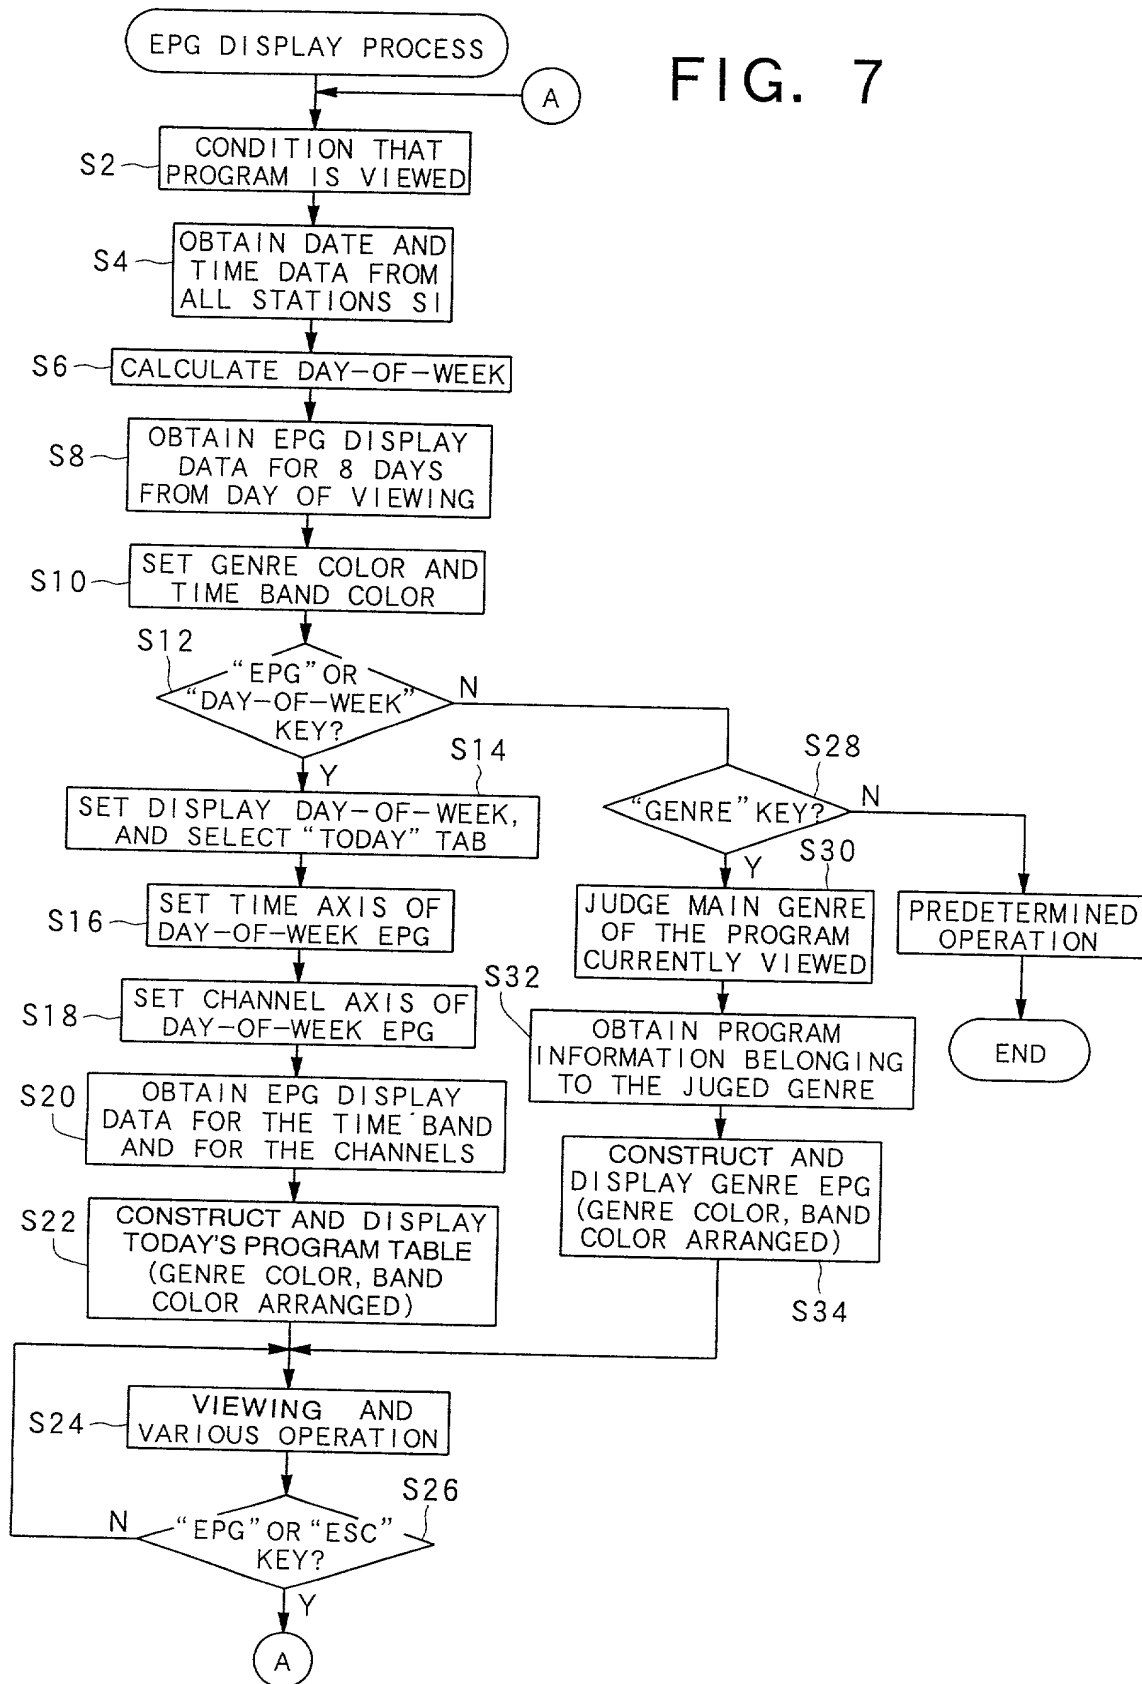 EPG DISPLAY PROCESS
FIG. 7
A
S2
CONDITION THAT
PROGRAM IS VIEWED
S4
OBTAIN DATE AND
TIME DATA FROM
ALL STATIONS SI
S6
CALCULATE DAY-OF-WEEK
S8
OBTAIN EPG DISPLAY
DATA FOR 8 DAYS
FROM DAY OF VIEWING
S10
SET GENRE COLOR AND
TIME BAND COLOR
S12
“EPG” OR
“DAY-OF-WEEK”
KEY?
N
Y
S14
SET DISPLAY DAY-OF-WEEK,
AND SELECT “TODAY” TAB
S16
SET TIME AXIS OF
DAY-OF-WEEK EPG
S18
SET CHANNEL AXIS OF
DAY-OF-WEEK EPG
S20
OBTAIN EPG DISPLAY
DATA FOR THE TIME BAND
AND FOR THE CHANNELS
S22
CONSTRUCT AND DISPLAY
TODAY'S PROGRAM TABLE
(GENRE COLOR, BAND
COLOR ARRANGED)
S28
“GENRE” KEY?
N
Y
S30
JUDGE MAIN GENRE
OF THE PROGRAM
CURRENTLY VIEWED
PREDETERMINED
OPERATION
END
S32
OBTAIN PROGRAM
INFORMATION BELONGING
TO THE JUGED GENRE
CONSTRUCT AND
DISPLAY GENRE EPG
(GENRE COLOR, BAND
COLOR ARRANGED)
S34
S24
VIEWING AND
VARIOUS OPERATION
S26
“EPG” OR “ESC”
KEY?
N
Y
A